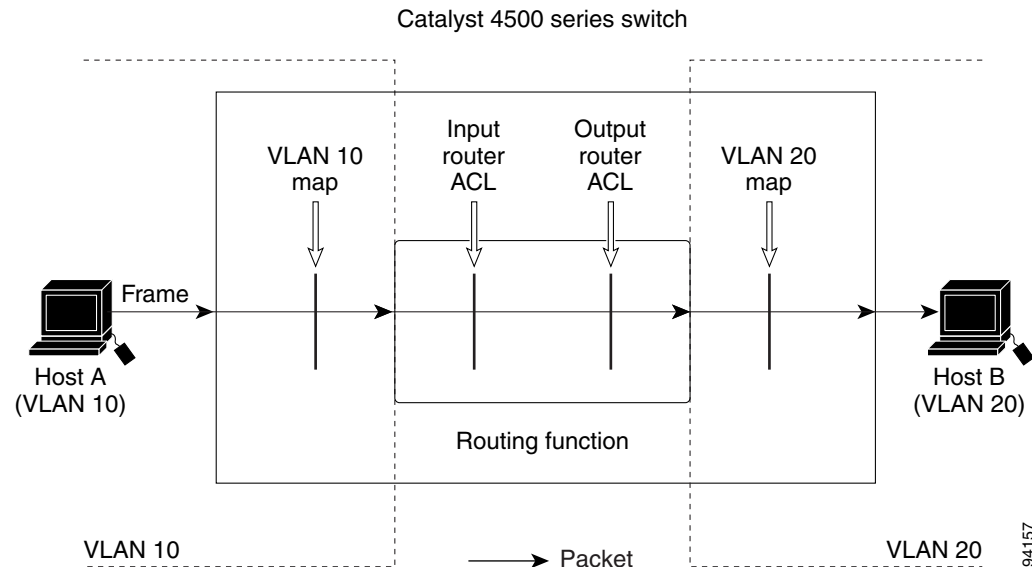 Catalyst 4500 series switch
VLAN 10
map
Input
router
ACL
Output
router
ACL
VLAN 20
map
Frame
Host A
(VLAN 10)
Host B
(VLAN 20)
Routing function
VLAN 10
Packet
VLAN 20
94157